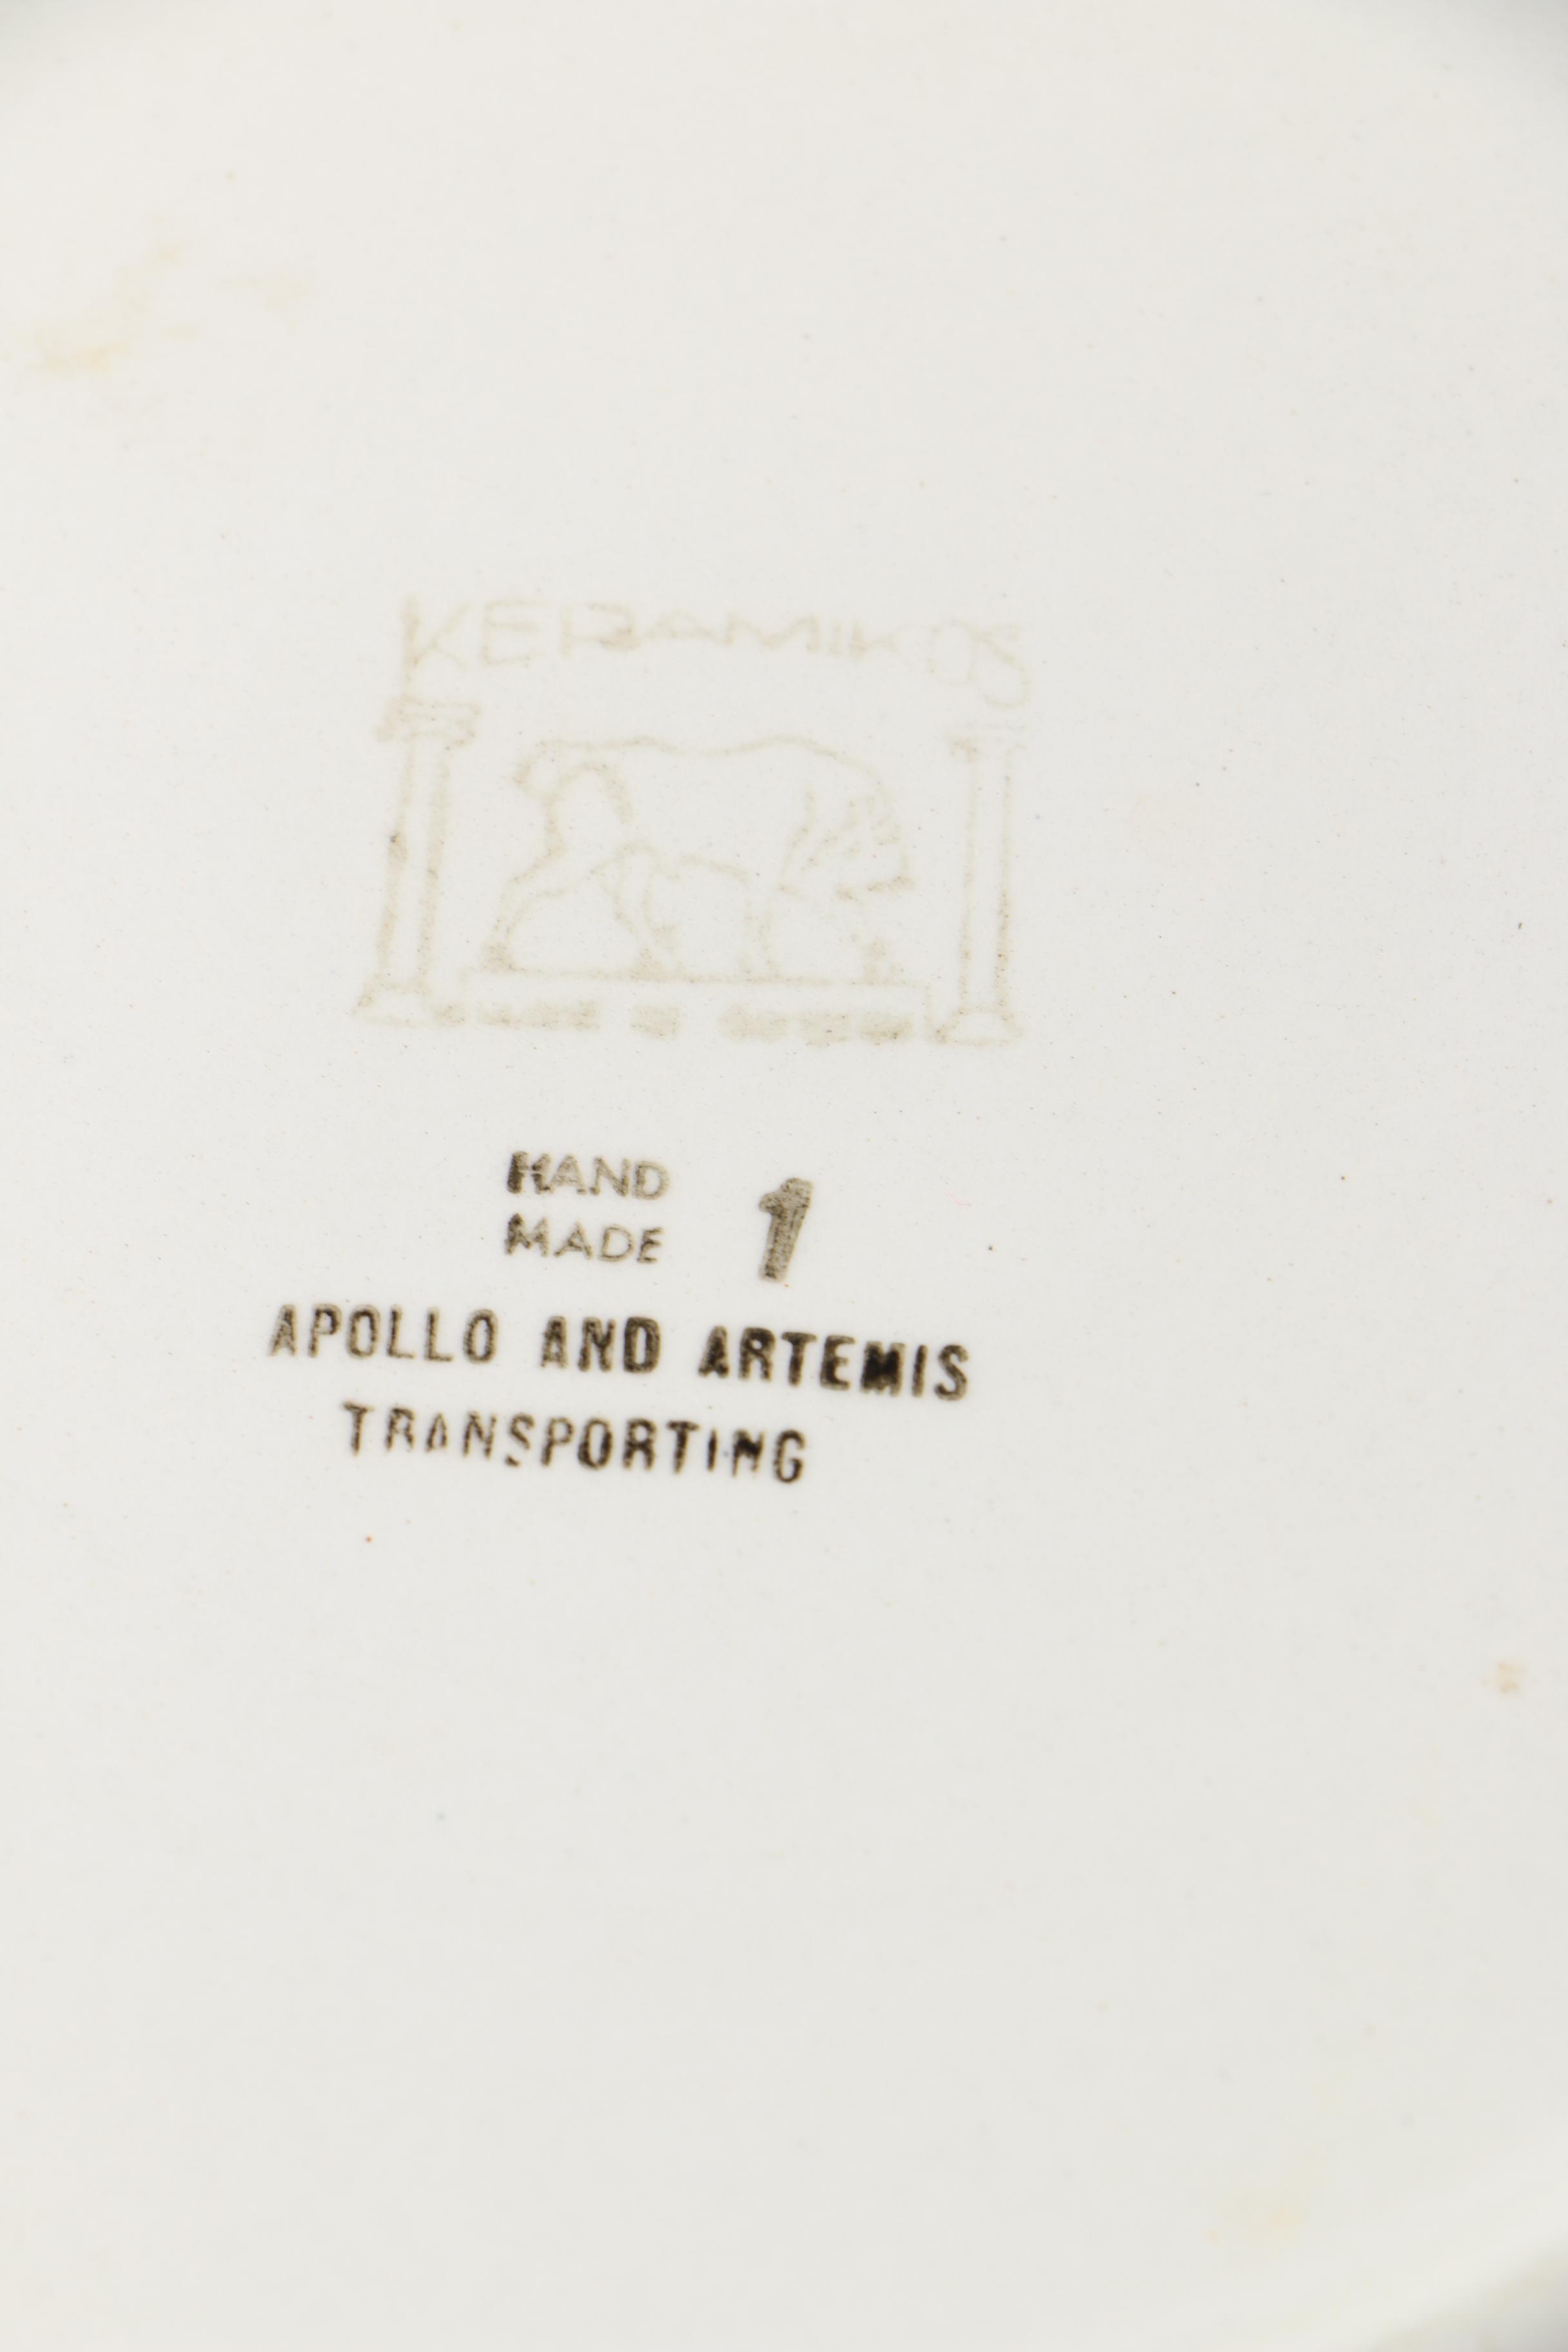 KERAMIKOS
HAND
MADE
1
APOLLO AND ARTEMIS
TRANSPORTING